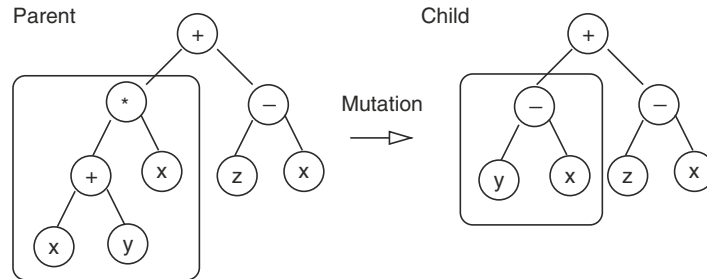 Parent Child
+ +
* − Mutation − −
+ x z x y x z x
x y